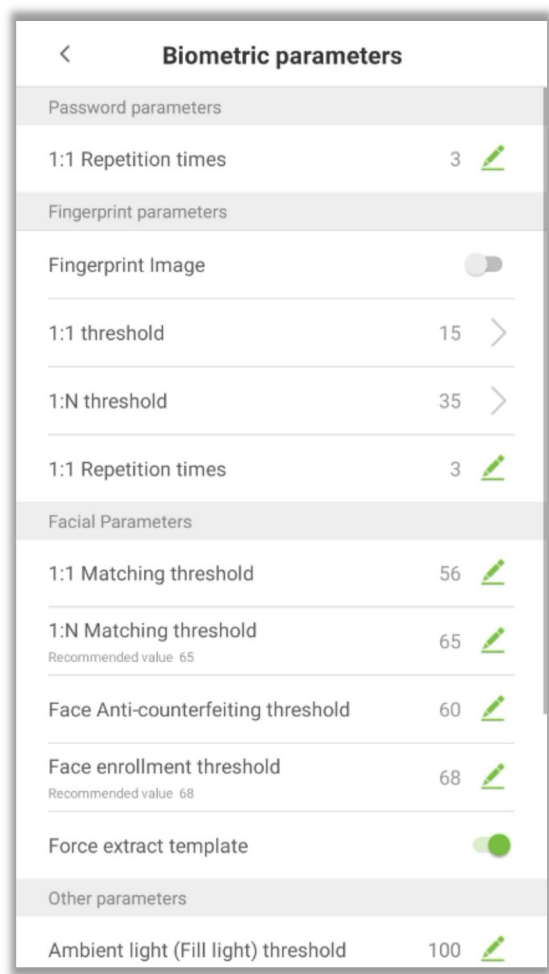 Biometric parameters
Password parameters
1:1 Repetition times 3
Fingerprint parameters
Fingerprint Image
1:1 threshold 15
1:N threshold 35
1:1 Repetition times 3
Facial Parameters
1:1 Matching threshold 56
1:N Matching threshold 65
Recommended value 65
Face Anti-counterfeiting threshold 60
Face enrollment threshold 68
Recommended value 68
Force extract template
Other parameters
Ambient light (Fill light) threshold 100